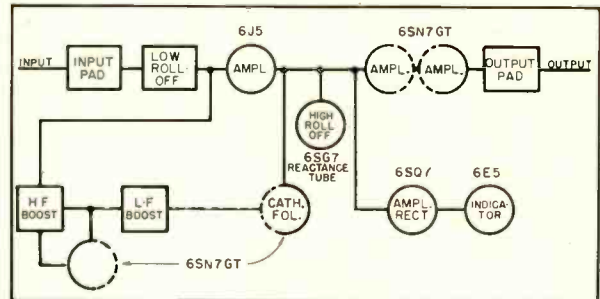 6J5
6SN7GT
INPUT
INPUT
PAD
LOW
ROLL-
OFF
AMPL
AMPL.
AMPL.
OUTPUT
PAD
OUTPUT
HIGH
ROLL
OFF
6SG7
REACTANCE
TUBE
6SQ7
6E5
HF
BOOST
L-F
BOOST
CATH.
FOL.
AMPL.
RECT
INDICA-
TOR
6SN7GT